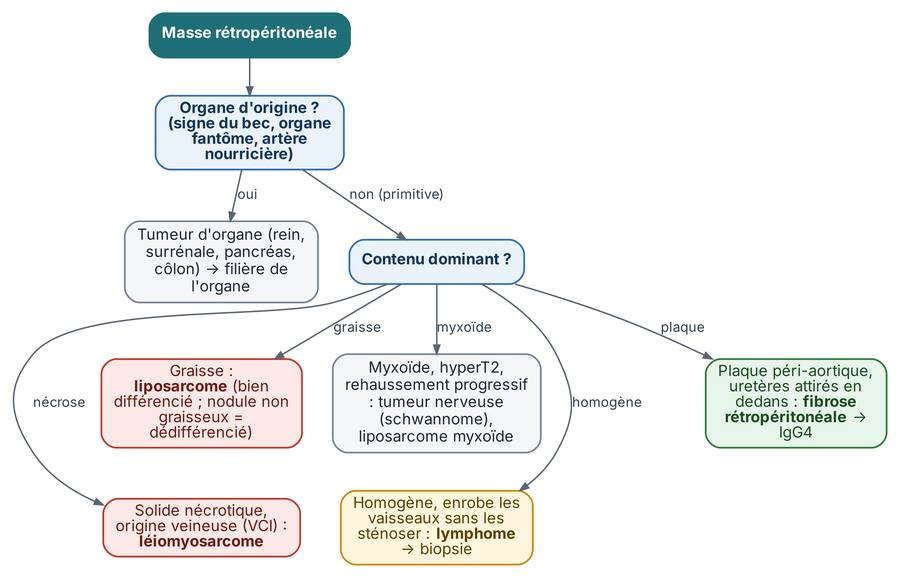 Masse rétropéritonéale
Organe d'origine ?
(signe du bec, organe
fantôme, artère
nourricière)
oui
non (primitive)
Tumeur d'organe (rein,
surrénale, pancréas,
côlon) → filière de
l'organe
Contenu dominant ?
graisse
myxoïde
plaque
nécrose
homogène
Graisse :
liposarcome (bien
différencié ; nodule non
graisseux =
dédifférencié)
Myxoïde, hyperT2,
rehaussement progressif
: tumeur nerveuse
(schwannome),
liposarcome myxoïde
Plaque péri-aortique,
uretères attirés en
dedans : fibrose
rétropéritonéale →
IgG4
Solide nécrotique,
origine veineuse (VCI) :
léiomyosarcome
Homogène, enrobe les
vaisseaux sans les
sténoser : lymphome
→ biopsie